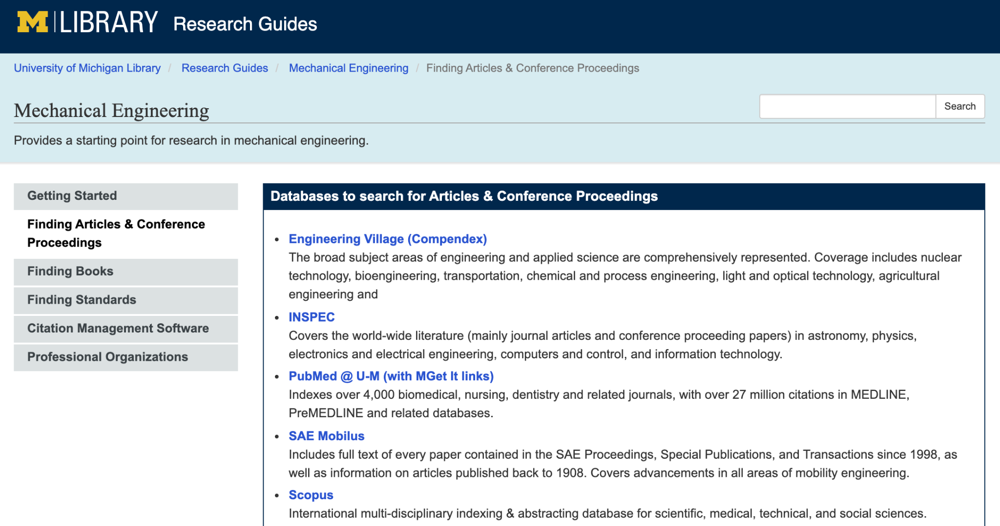 M LIBRARY Research Guides
University of Michigan Library / Research Guides / Mechanical Engineering / Finding Articles & Conference Proceedings
Mechanical Engineering
Search
Provides a starting point for research in mechanical engineering.
Getting Started
Finding Articles & Conference
Proceedings
Finding Books
Finding Standards
Citation Management Software
Professional Organizations
Databases to search for Articles & Conference Proceedings
• Engineering Village (Compendex)
The broad subject areas of engineering and applied science are comprehensively represented. Coverage includes nuclear
technology, bioengineering, transportation, chemical and process engineering, light and optical technology, agricultural
engineering and
• INSPEC
Covers the world-wide literature (mainly journal articles and conference proceeding papers) in astronomy, physics,
electronics and electrical engineering, computers and control, and information technology.
• PubMed @ U-M (with MGet It links)
Indexes over 4,000 biomedical, nursing, dentistry and related journals, with over 27 million citations in MEDLINE,
PreMEDLINE and related databases.
• SAE Mobilus
Includes full text of every paper contained in the SAE Proceedings, Special Publications, and Transactions since 1998, as
well as information on articles published back to 1908. Covers advancements in all areas of mobility engineering.
• Scopus
International multi-disciplinary indexing & abstracting database for scientific, medical, technical, and social sciences.